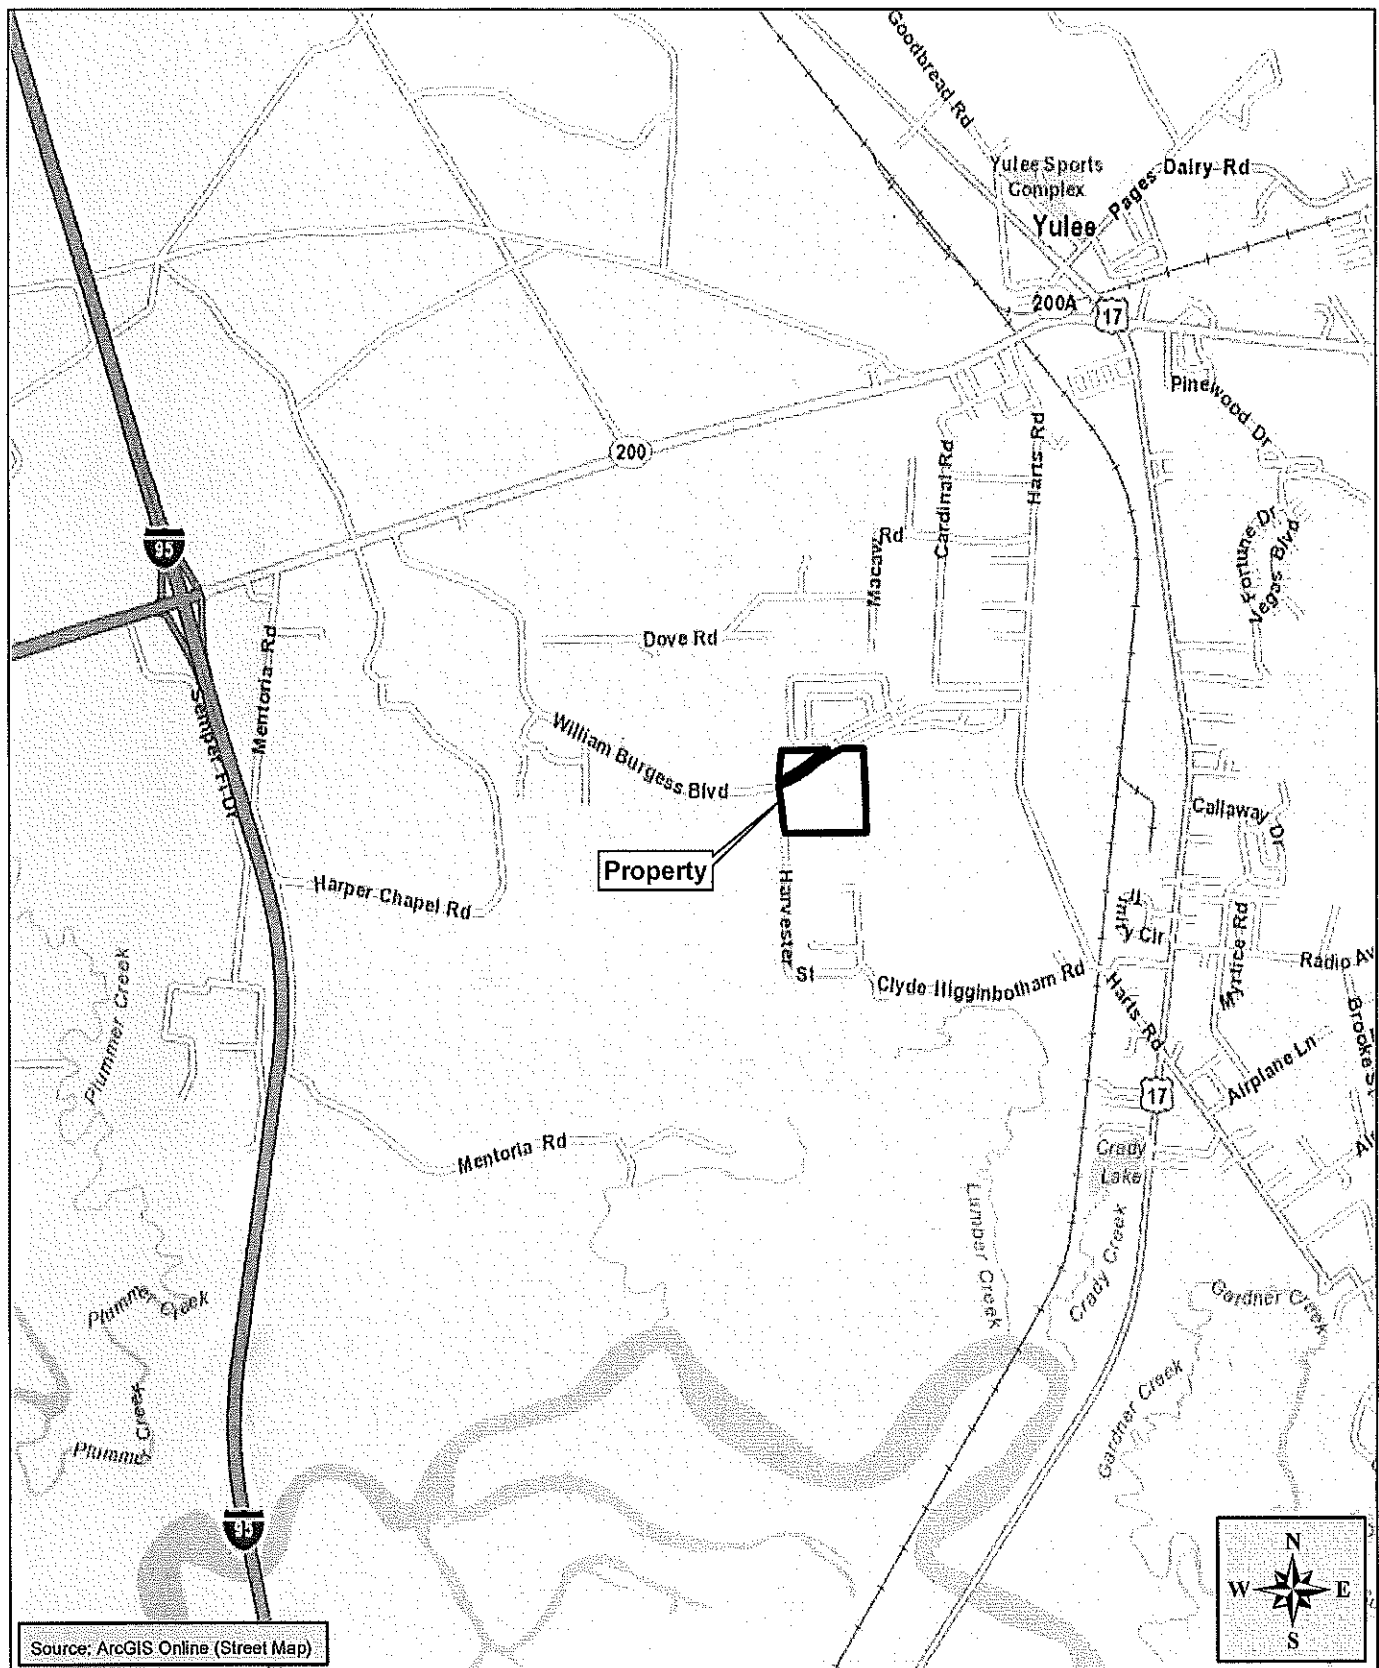 Goodbread Rd
Yulee Sports
Complex
Pages Dairy Rd
Yulee
200A
17
Pinewood Dr
200
Cardinal Rd
Harts Rd
95
Macaw
Rd
Fortune Dr
Vegas Blvd
Dove Rd
Mentoria Rd
Semper Fi Dr
William Burgess Blvd
Callaway Dr
Property
Harper Chapel Rd
Harvester
St
y Cir
Myrtice Rd
Radio Av
Clyde Higginbotham Rd
Harts Rd
Plummer Creek
Airplane Ln
17
Mentoria Rd
Crady
Lake
Lumber Creek
Crady Creek
Plummer Creek
Gardner Creek
Gardner Creek
Plumme
Creek
95
N
W E
S
Source: ArcGIS Online (Street Map)